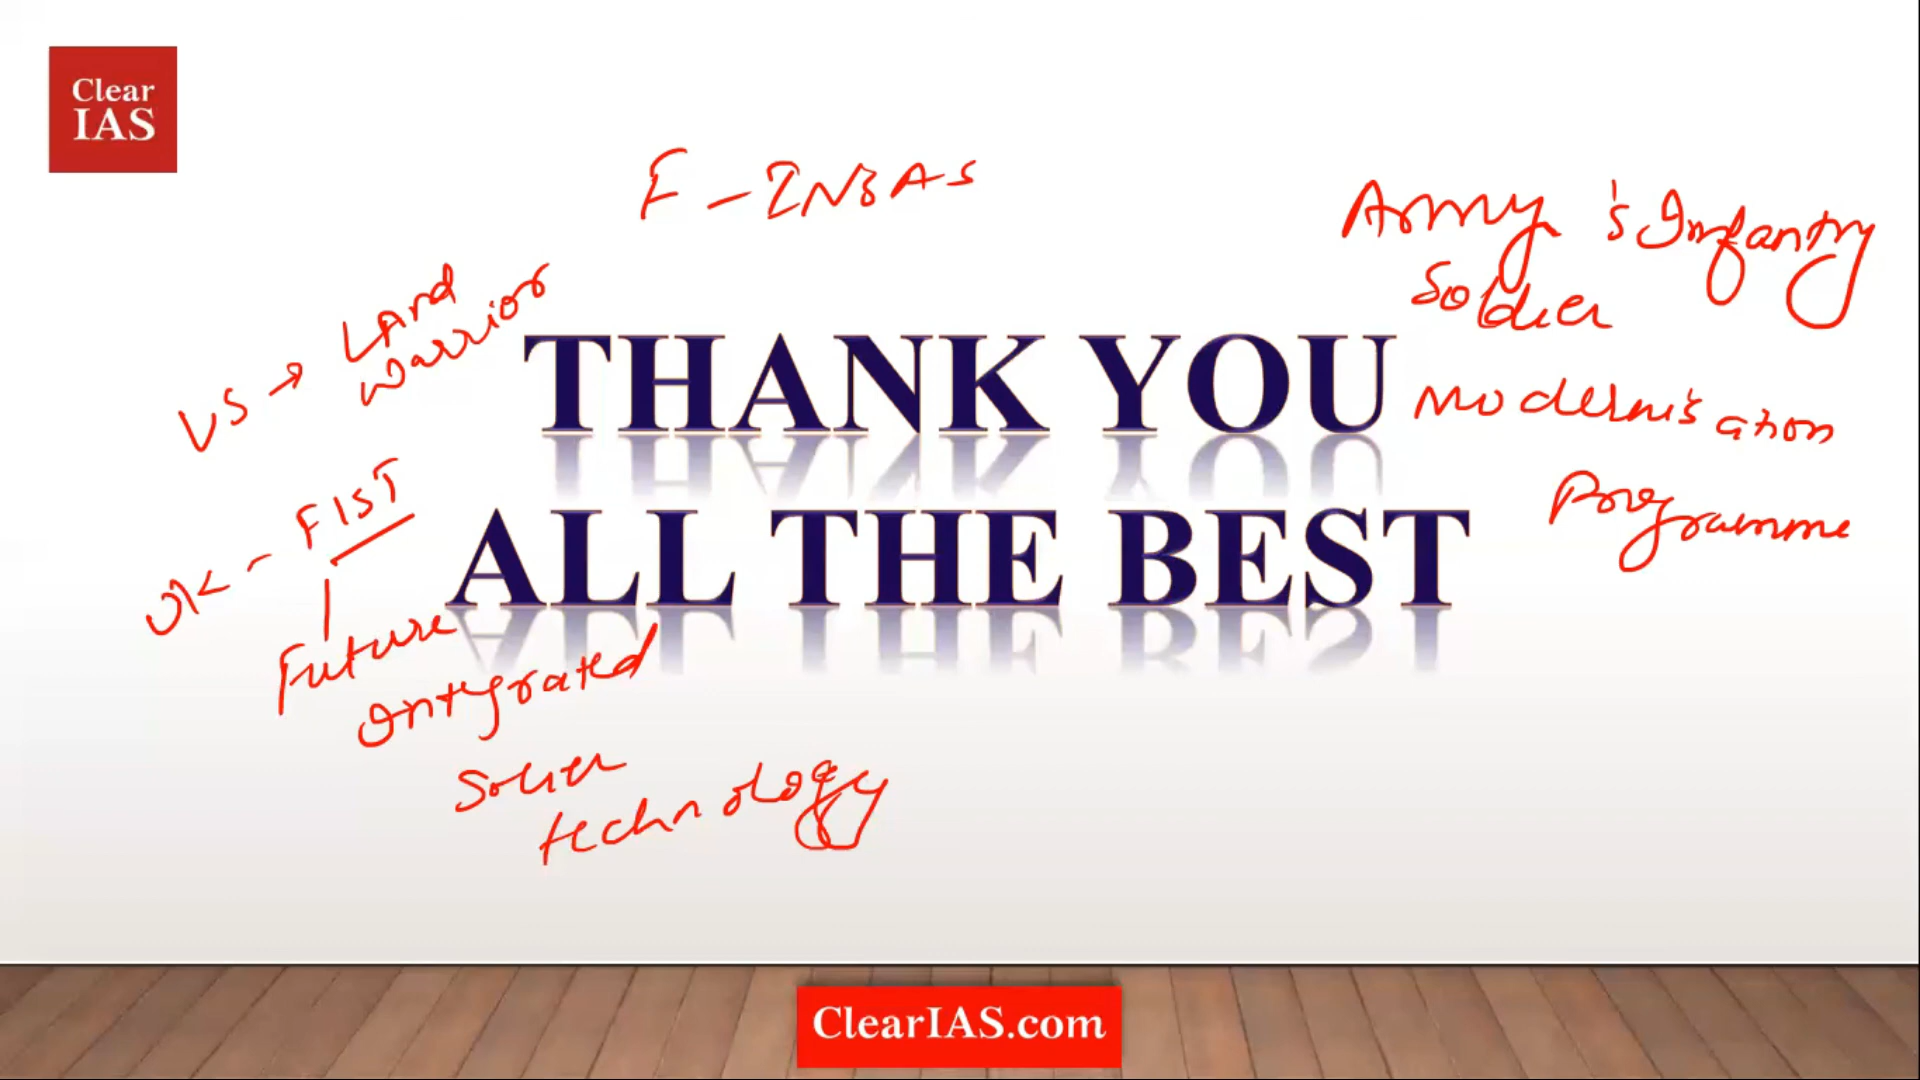 Clear
IAS
F - INSAS
Army's Infantry
Soldier
Modernisation
Programme
US → LAnd
Warrior
THANK YOU
ALL THE BEST
UK - FIST
Future
Integrated
Soldier
technology
ClearIAS.com